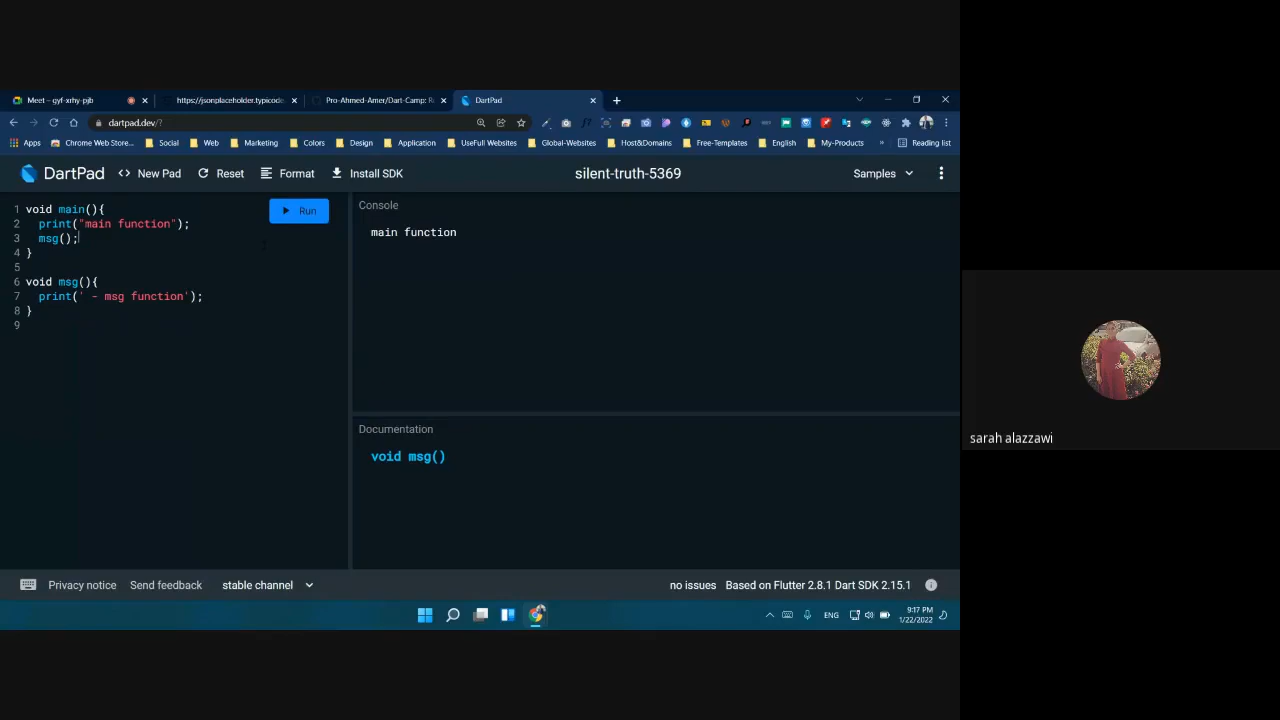 Meet - gyf-xrhy-pjb
https://jsonplaceholder.typicode.
Pro-Ahmed-Amer/Dart-Camp: R
DartPad
dartpad.dev/?
Apps
Chrome Web Store...
Social
Web
Marketing
Colors
Design
Application
UseFull Websites
Global-Websites
Host&Domains
Free-Templates
English
My-Products
»
Reading list
DartPad
<> New Pad
Reset
Format
Install SDK
silent-truth-5369
Samples
1 void main(){
2 print("main function");
3 msg();
4 }
5
6 void msg(){
7 print(' - msg function');
8 }
9
Run
Console
main function
Documentation
void msg()
sarah alazzawi
Privacy notice
Send feedback
stable channel
no issues
Based on Flutter 2.8.1 Dart SDK 2.15.1
ENG
9:17 PM
1/22/2022